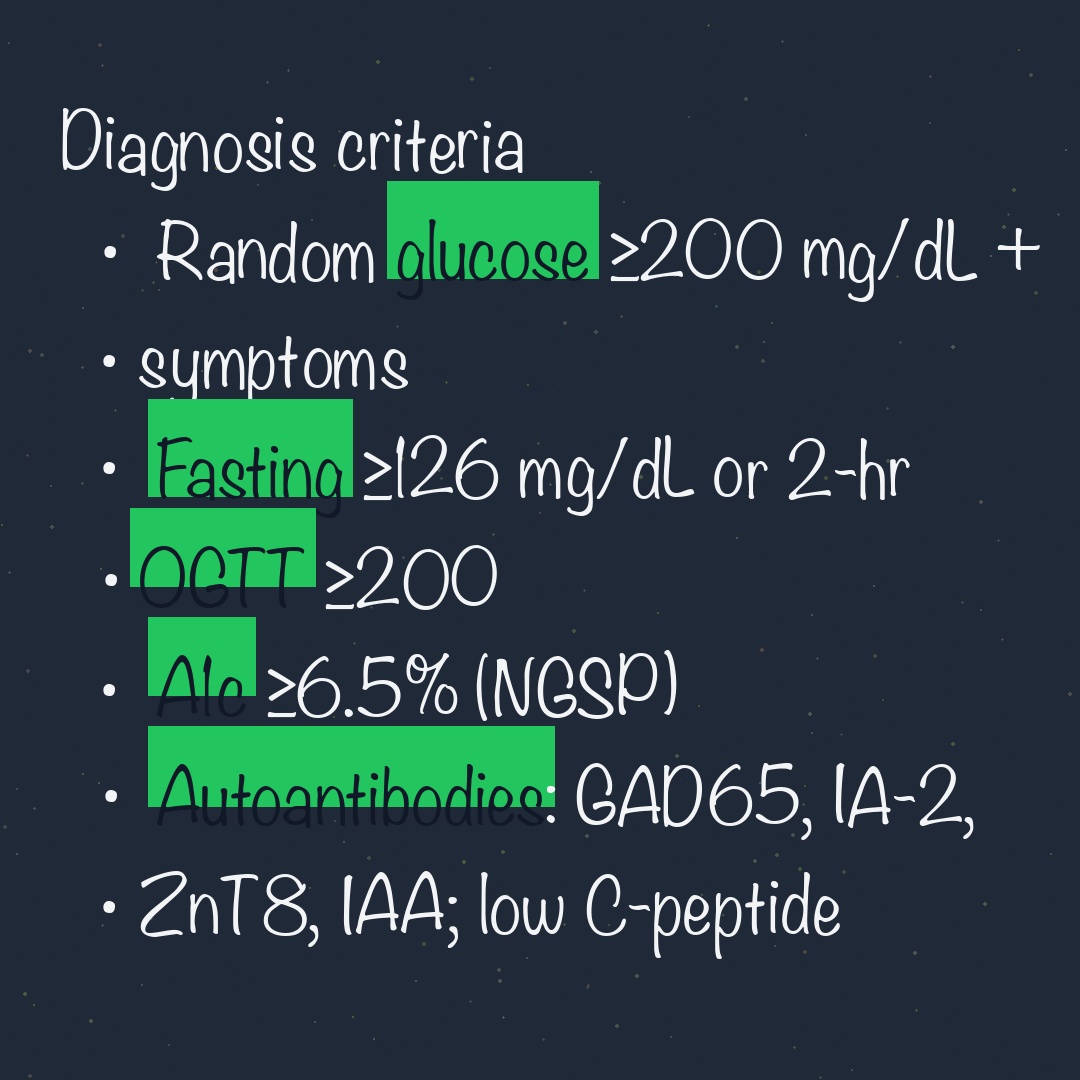 Diagnosis criteria
• Random glucose ≥200 mg/dL +
• symptoms
• Fasting ≥126 mg/dL or 2-hr
• OGTT ≥200
• A1c ≥6.5% (NGSP)
• Autoantibodies: GAD65, IA-2,
• ZnT8, IAA; low C-peptide